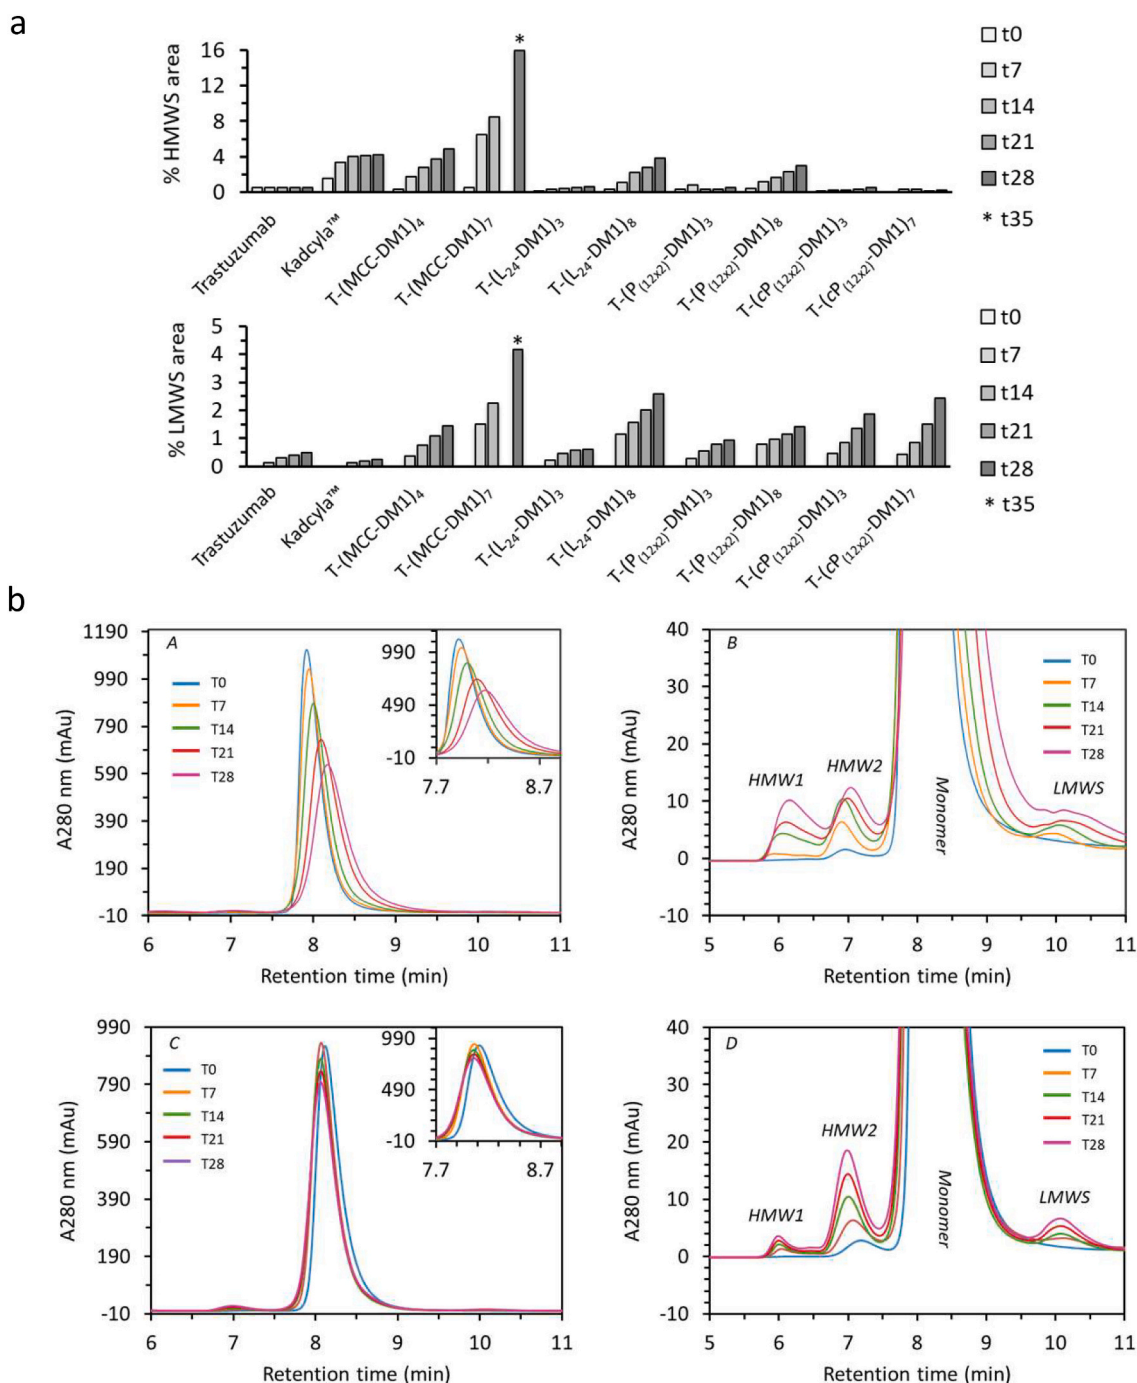 a
% HMWS area
16
12
8
4
0
*
t0
t7
t14
t21
t28
* t35
Trastuzumab
Kadcyla™
T-(MCC-DM1)₄
T-(MCC-DM1)₇
T-(L₂₄-DM1)₃
T-(L₂₄-DM1)₈
T-(P₍₁₂ₓ₂₎-DM1)₃
T-(P₍₁₂ₓ₂₎-DM1)₈
T-(cP₍₁₂ₓ₂₎-DM1)₃
T-(cP₍₁₂ₓ₂₎-DM1)₇
% LMWS area
5
4
3
2
1
0
*
t0
t7
t14
t21
t28
* t35
Trastuzumab
Kadcyla™
T-(MCC-DM1)₄
T-(MCC-DM1)₇
T-(L₂₄-DM1)₃
T-(L₂₄-DM1)₈
T-(P₍₁₂ₓ₂₎-DM1)₃
T-(P₍₁₂ₓ₂₎-DM1)₈
T-(cP₍₁₂ₓ₂₎-DM1)₃
T-(cP₍₁₂ₓ₂₎-DM1)₇
b
A
A280 nm (mAu)
1190
990
790
590
390
190
-10
T0
T7
T14
T21
T28
990
490
-10
7.7 8.7
6 7 8 9 10 11
Retention time (min)
B
A280 nm (mAu)
40
30
20
10
0
-10
HMW1
HMW2
Monomer
LMWS
T0
T7
T14
T21
T28
5 6 7 8 9 10 11
Retention time (min)
C
A280 nm (mAu)
990
790
590
390
190
-10
T0
T7
T14
T21
T28
990
490
-10
7.7 8.7
6 7 8 9 10 11
Retention time (min)
D
A280 nm (mAu)
40
30
20
10
0
-10
HMW1
HMW2
Monomer
LMWS
T0
T7
T14
T21
T28
5 6 7 8 9 10 11
Retention time (min)